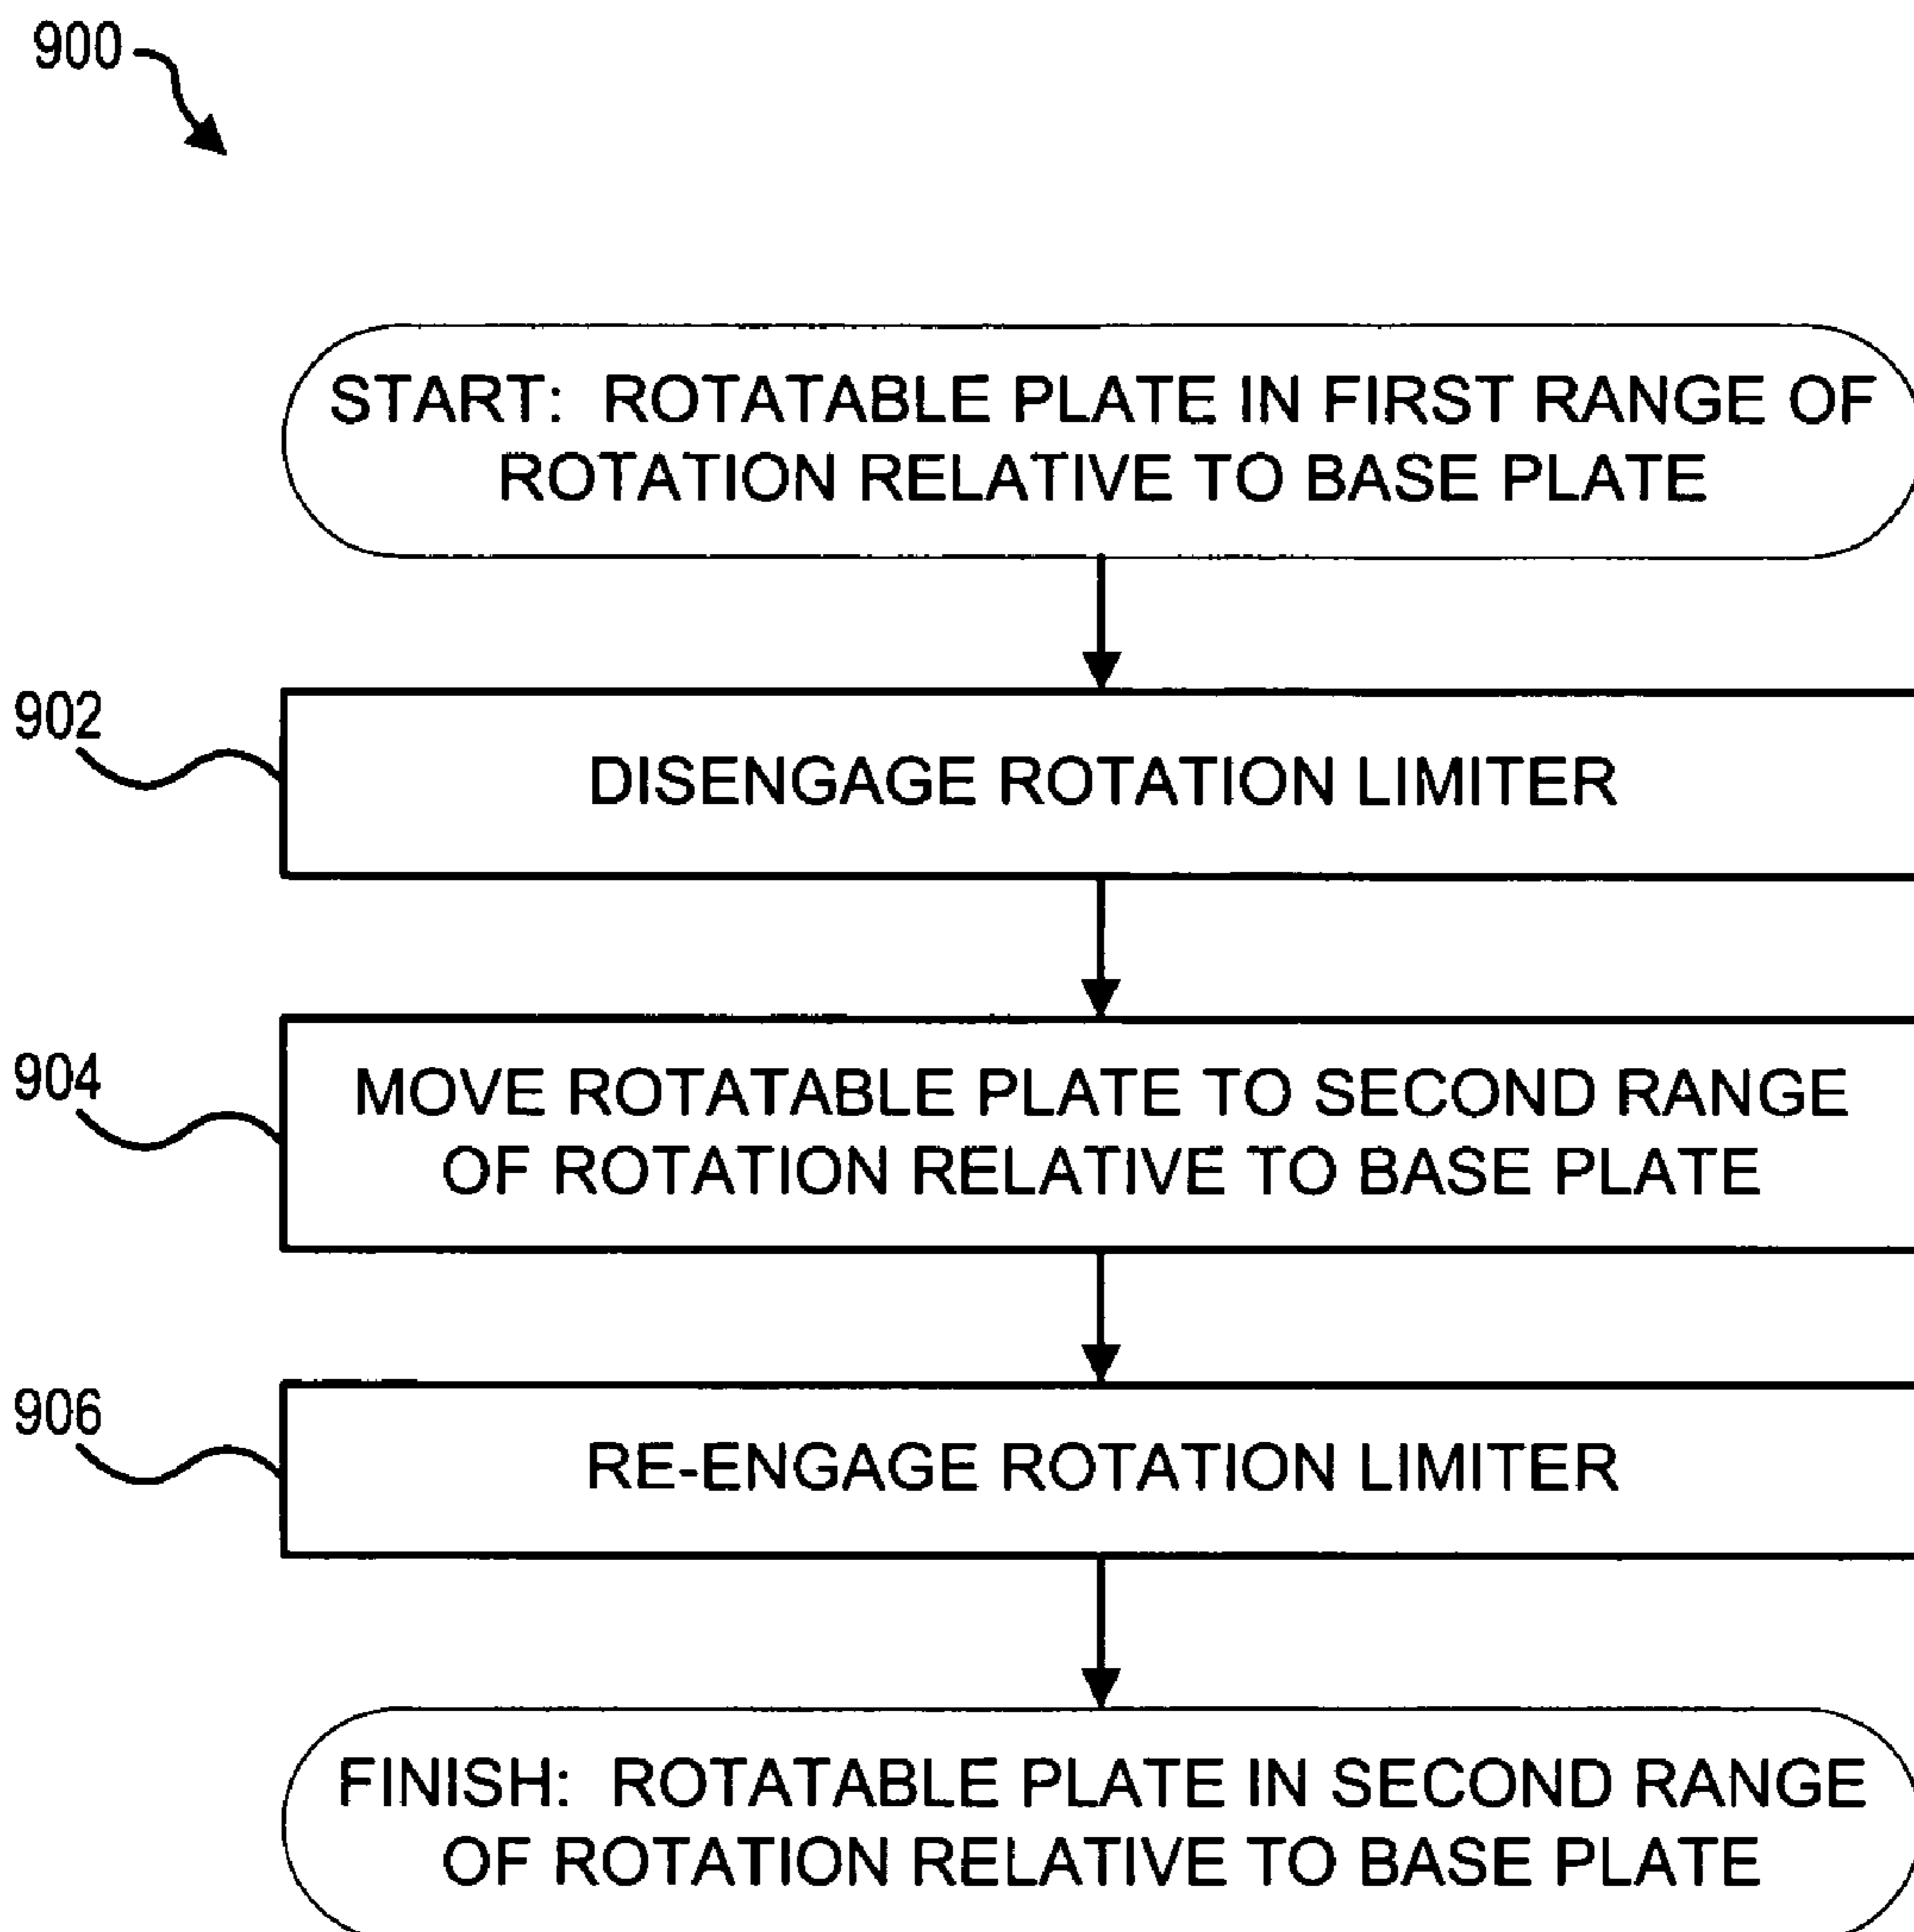 900
START: ROTATABLE PLATE IN FIRST RANGE OF
ROTATION RELATIVE TO BASE PLATE
902
DISENGAGE ROTATION LIMITER
904
MOVE ROTATABLE PLATE TO SECOND RANGE
OF ROTATION RELATIVE TO BASE PLATE
906
RE-ENGAGE ROTATION LIMITER
FINISH: ROTATABLE PLATE IN SECOND RANGE
OF ROTATION RELATIVE TO BASE PLATE